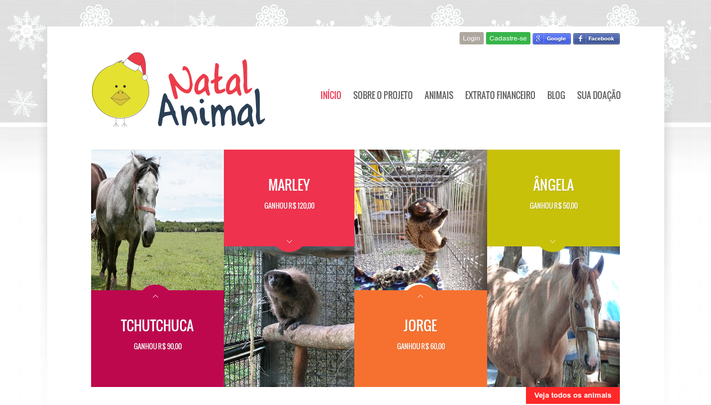 Login
Cadastre-se
Google
Facebook
Natal
Animal
INÍCIO
SOBRE O PROJETO
ANIMAIS
EXTRATO FINANCEIRO
BLOG
SUA DOAÇÃO
MARLEY
GANHOU R$ 120,00
ÂNGELA
GANHOU R$ 50,00
TCHUTCHUCA
GANHOU R$ 90,00
JORGE
GANHOU R$ 60,00
Veja todos os animais